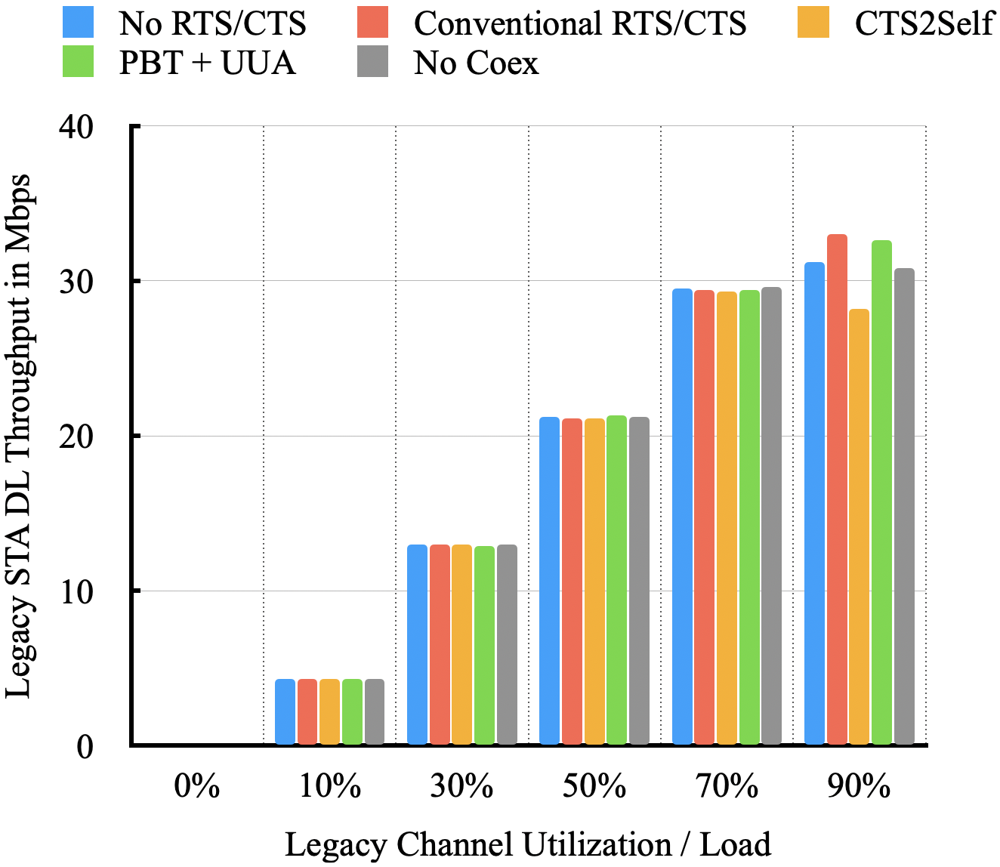 No RTS/CTS Conventional RTS/CTS CTS2Self
PBT + UUA No Coex
Legacy STA DL Throughput in Mbps
40
30
20
10
0
0% 10% 30% 50% 70% 90%
Legacy Channel Utilization / Load